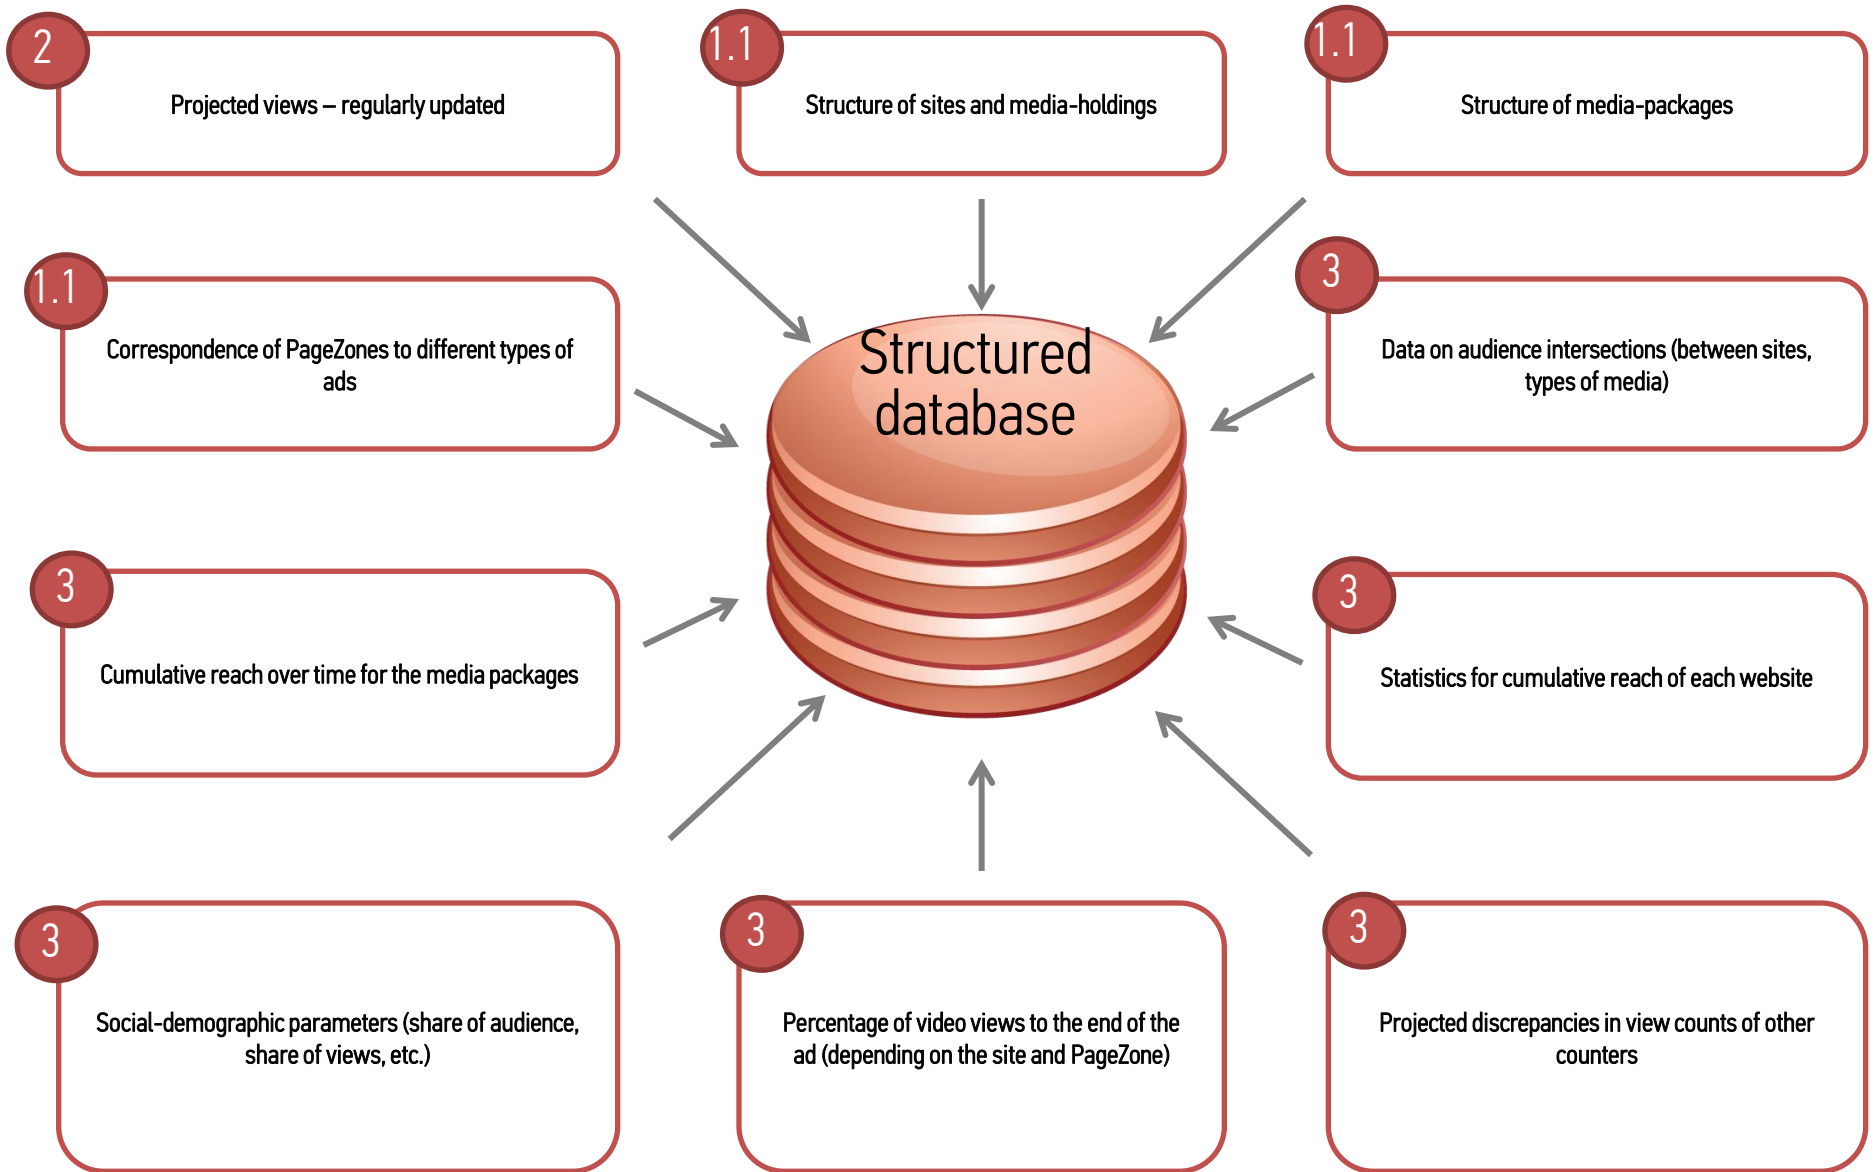 2
Projected views – regularly updated
1.1
Structure of sites and media-holdings
1.1
Structure of media-packages
1.1
Correspondence of PageZones to different types of
ads
Structured
database
3
Data on audience intersections (between sites,
types of media)
3
Cumulative reach over time for the media packages
3
Statistics for cumulative reach of each website
3
Social-demographic parameters (share of audience,
share of views, etc.)
3
Percentage of video views to the end of the
ad (depending on the site and PageZone)
3
Projected discrepancies in view counts of other
counters